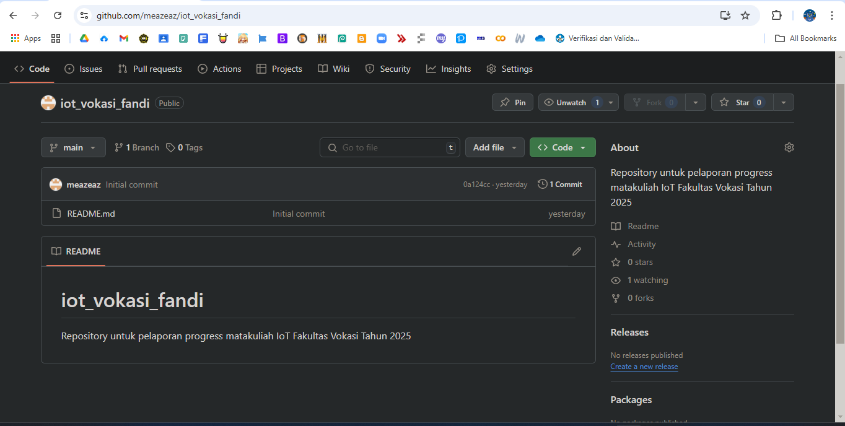 github.com/meazeaz/iot_vokasi_fandi
Apps
Verifikasi dan Valida...
All Bookmarks
Code
Issues
Pull requests
Actions
Projects
Wiki
Security
Insights
Settings
iot_vokasi_fandi Public
Pin
Unwatch 1
Fork 0
Star 0
main
1 Branch
0 Tags
Go to file t
Add file
Code
meazeaz Initial commit
0a124cc · yesterday
1 Commit
README.md Initial commit yesterday
README
iot_vokasi_fandi
Repository untuk pelaporan progress matakuliah IoT Fakultas Vokasi Tahun 2025
About
Repository untuk pelaporan progress
matakuliah IoT Fakultas Vokasi Tahun
2025
Readme
Activity
0 stars
1 watching
0 forks
Releases
No releases published
Create a new release
Packages